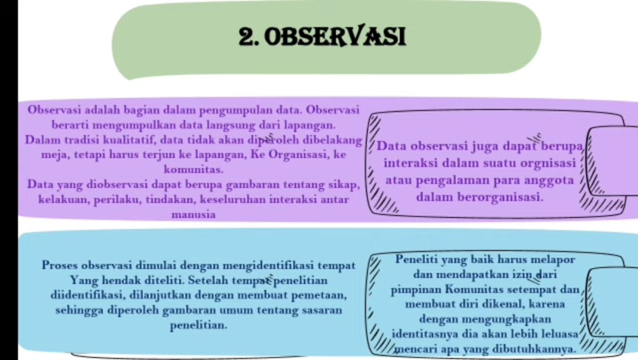 2. OBSERVASI
Observasi adalah bagian dalam pengumpulan data. Observasi
berarti mengumpulkan data langsung dari lapangan.
Dalam tradisi kualitatif, data tidak akan diperoleh dibelakang
meja, tetapi harus terjun ke lapangan, Ke Organisasi, ke
komunitas.
Data yang diobservasi dapat berupa gambaran tentang sikap,
kelakuan, perilaku, tindakan, keseluruhan interaksi antar
manusia
Data observasi juga dapat berupa
interaksi dalam suatu orgnisasi
atau pengalaman para anggota
dalam berorganisasi.
Proses observasi dimulai dengan mengidentifikasi tempat
Yang hendak diteliti. Setelah tempat penelitian
diidentifikasi, dilanjutkan dengan membuat pemetaan,
sehingga diperoleh gambaran umum tentang sasaran
penelitian.
Peneliti yang baik harus melapor
dan mendapatkan izin dari
pimpinan Komunitas setempat dan
membuat diri dikenal, karena
dengan mengungkapkan
identitasnya dia akan lebih leluasa
mencari apa yang dibutuhkannya.